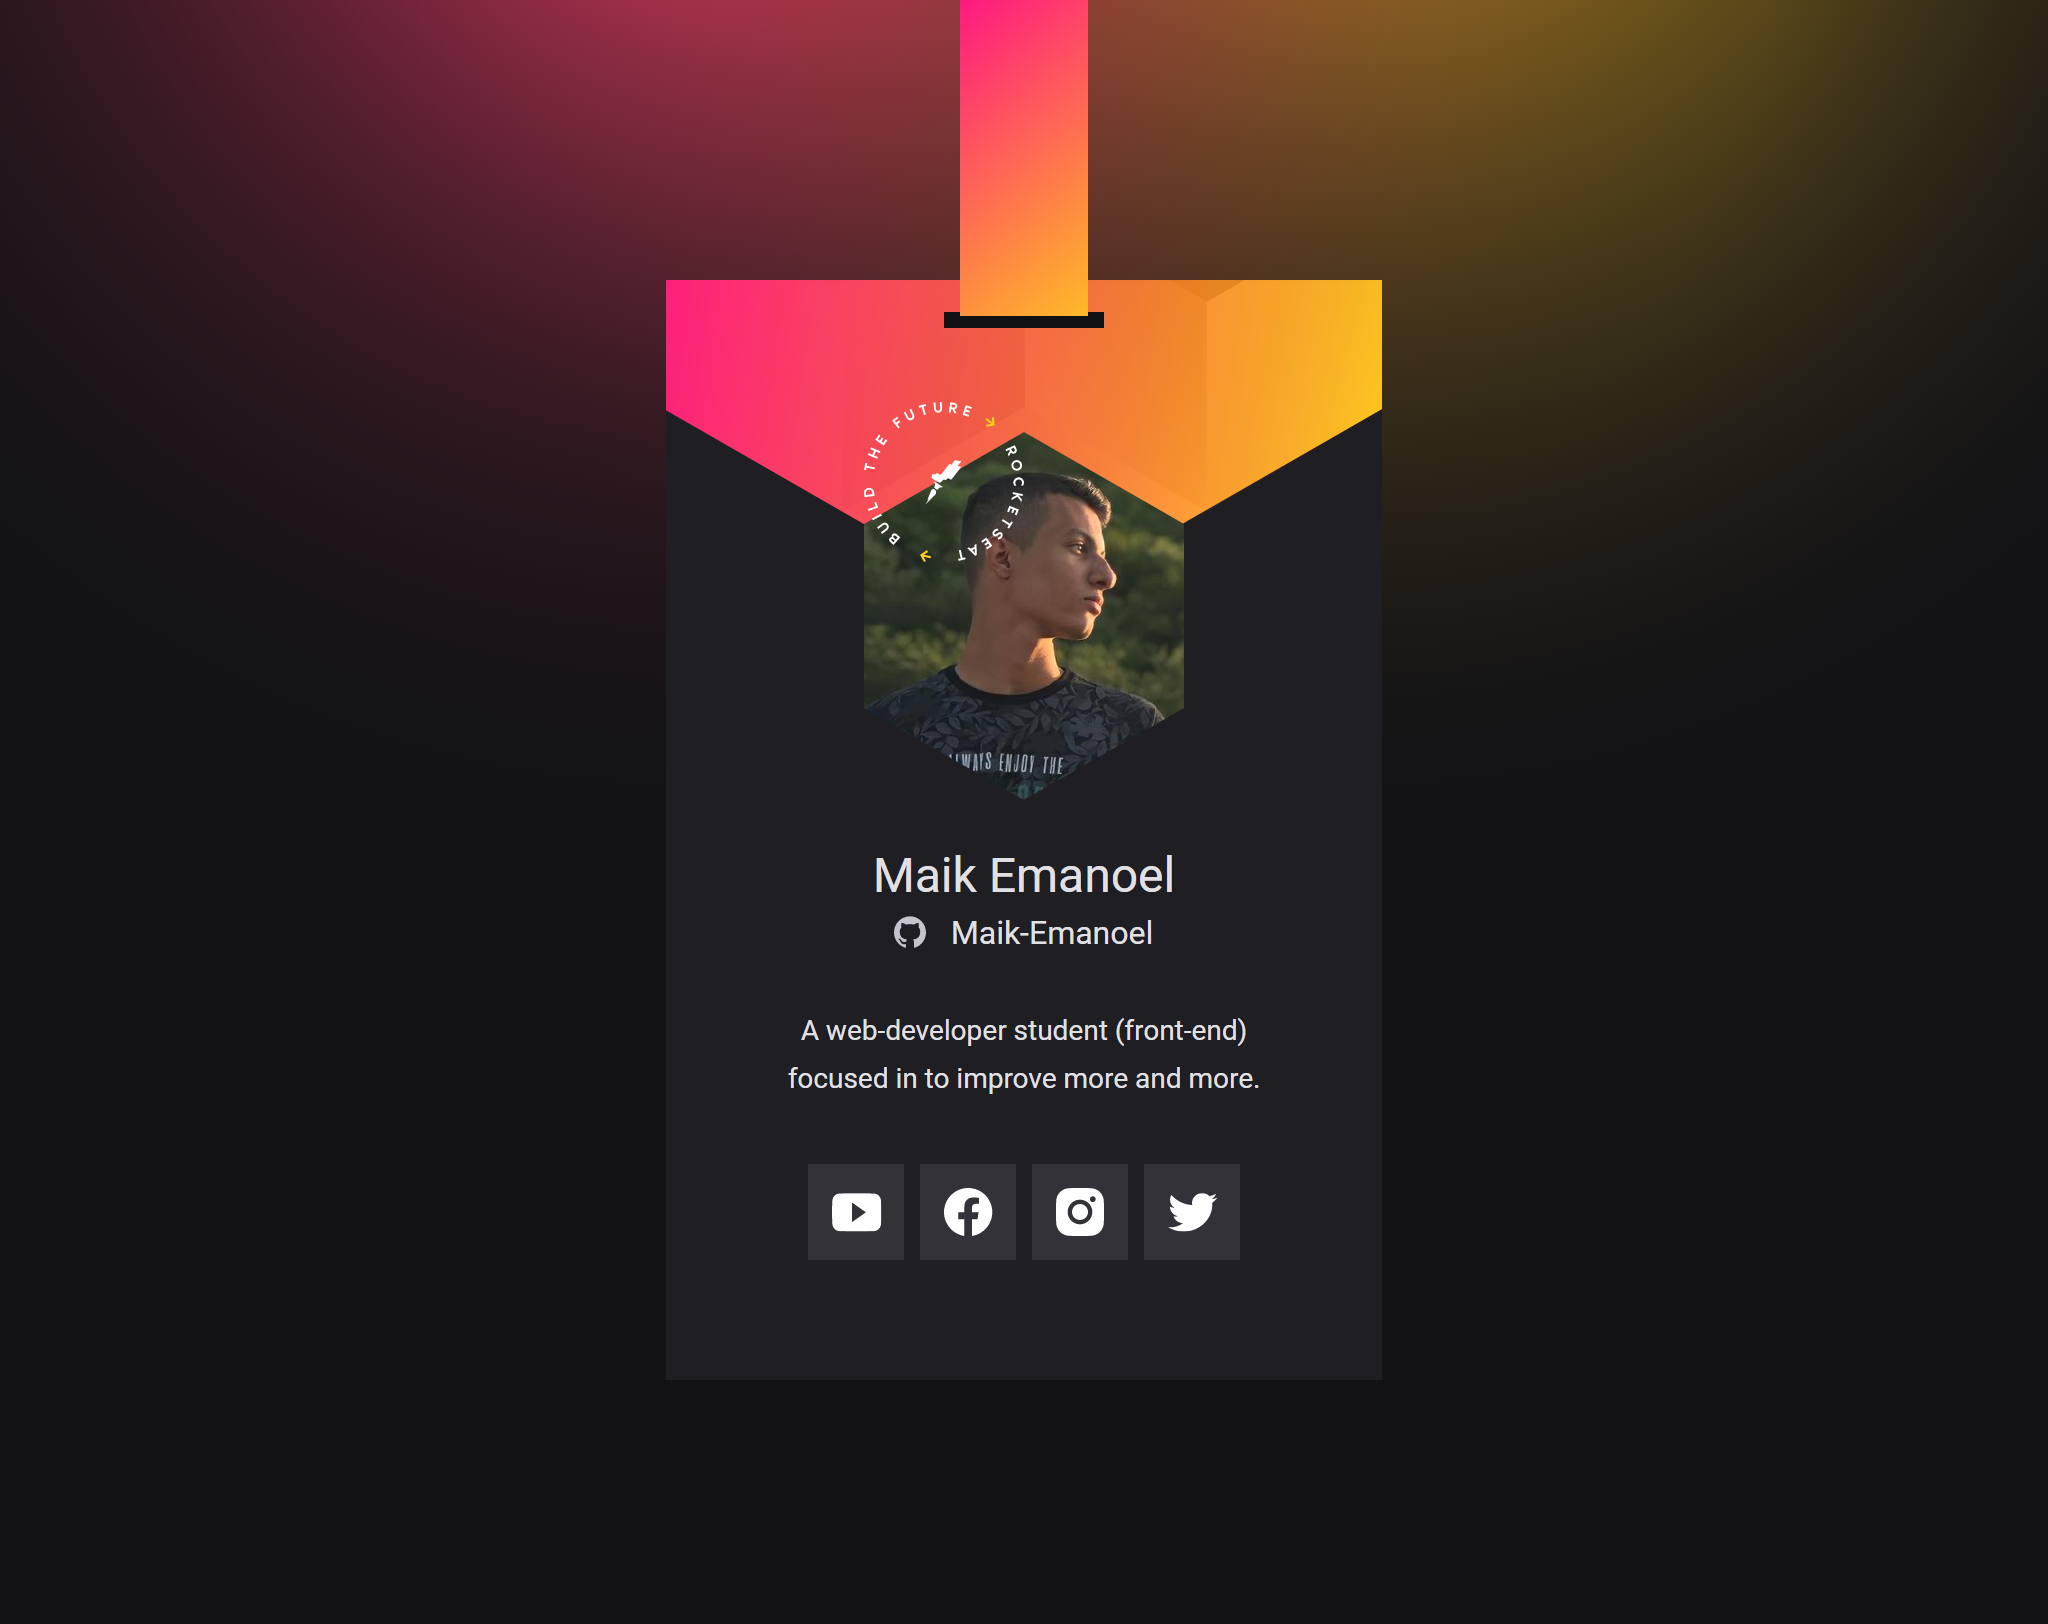 BUILD THE FUTURE → ROCKETSEAT →
ALWAYS ENJOY THE
Maik Emanoel
Maik-Emanoel
A web-developer student (front-end)
focused in to improve more and more.